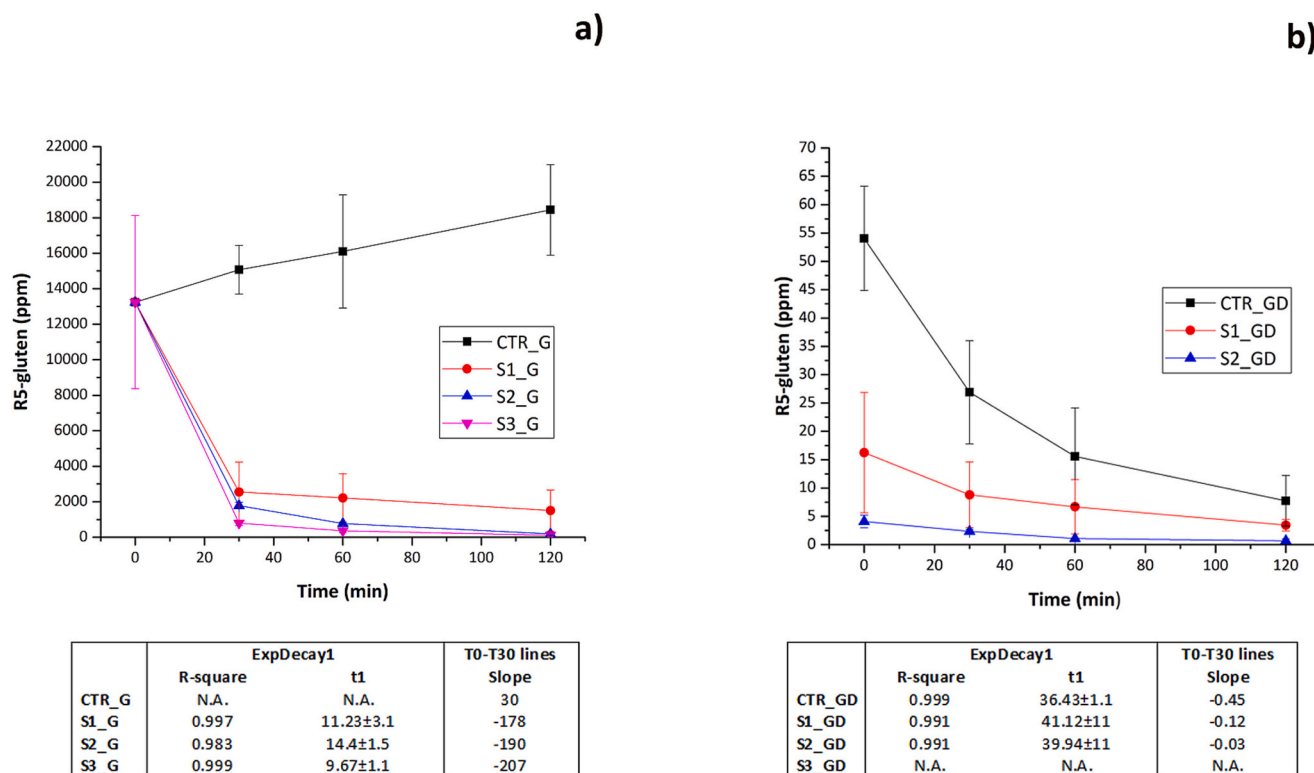 a)
22000
20000
18000
16000
14000
12000
10000
8000
6000
4000
2000
0
R5-gluten (ppm)
CTR_G
S1_G
S2_G
S3_G
0 20 40 60 80 100 120
Time (min)
ExpDecay1 T0-T30 lines
R-square t1 Slope
CTR_G N.A. N.A. 30
S1_G 0.997 11.23±3.1 -178
S2_G 0.983 14.4±1.5 -190
S3_G 0.999 9.67±1.1 -207
b)
70
65
60
55
50
45
40
35
30
25
20
15
10
5
0
R5-gluten (ppm)
CTR_GD
S1_GD
S2_GD
0 20 40 60 80 100 120
Time (min)
ExpDecay1 T0-T30 lines
R-square t1 Slope
CTR_GD 0.999 36.43±1.1 -0.45
S1_GD 0.991 41.12±11 -0.12
S2_GD 0.991 39.94±11 -0.03
S3_GD N.A. N.A. N.A.